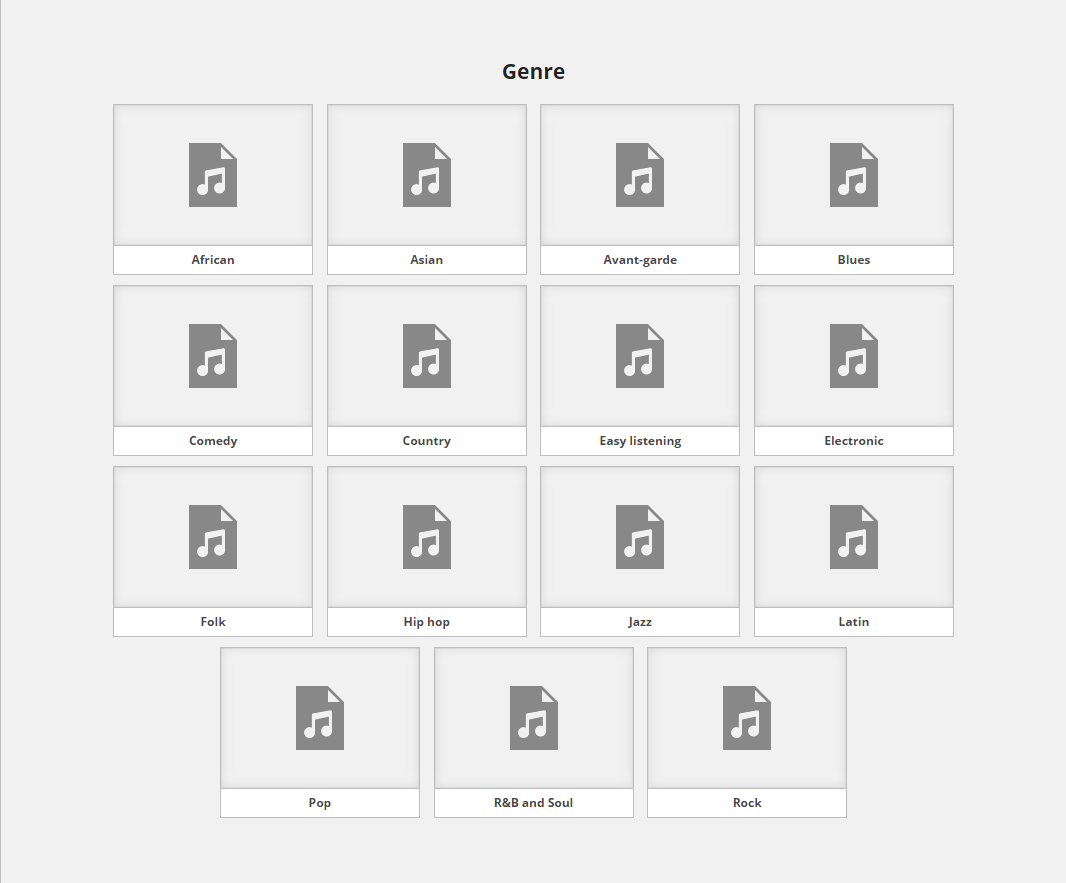 Genre
African
Asian
Avant-garde
Blues
Comedy
Country
Easy listening
Electronic
Folk
Hip hop
Jazz
Latin
Pop
R&B and Soul
Rock